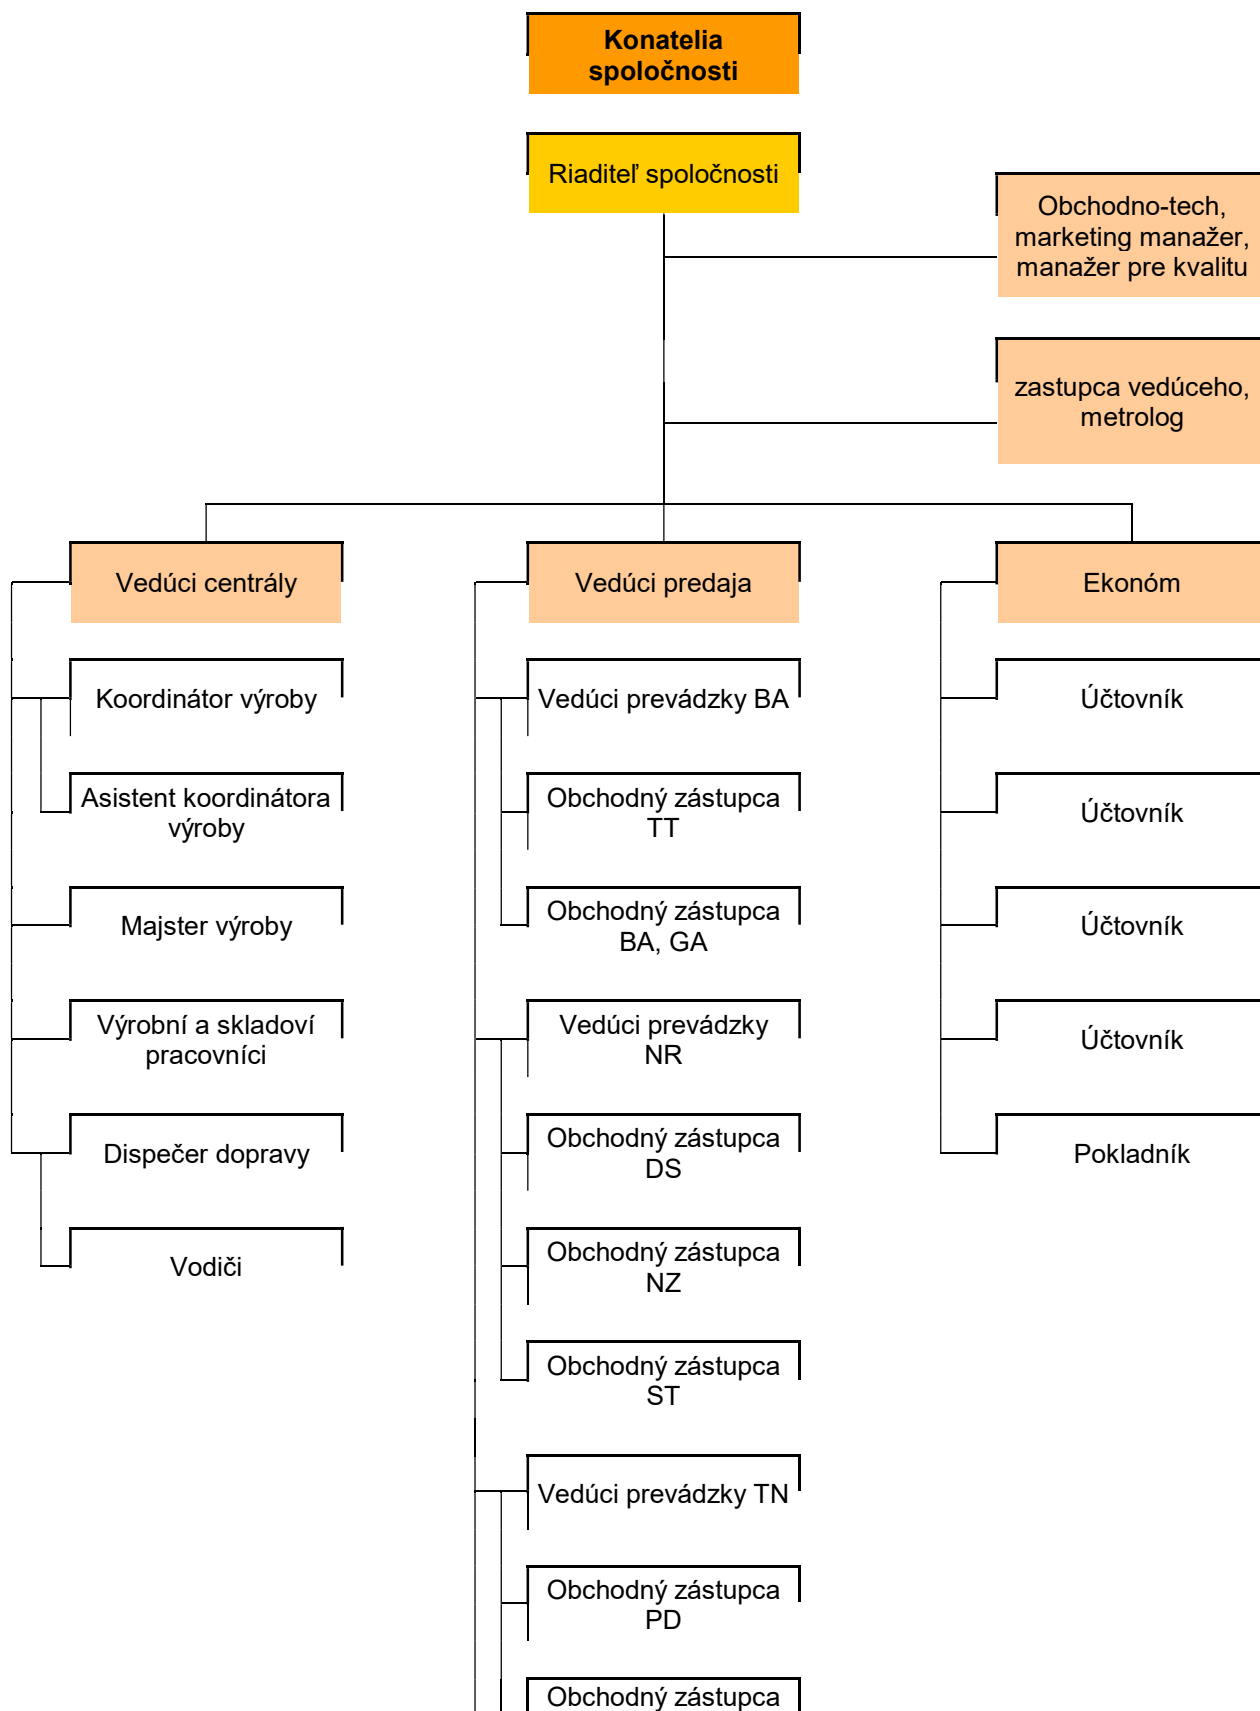 Konatelia
spoločnosti
Riaditeľ spoločnosti
Obchodno-tech,
marketing manažer,
manažer pre kvalitu
zastupca vedúceho,
metrolog
Vedúci centrály
Vedúci predaja
Ekonóm
Koordinátor výroby
Vedúci prevádzky BA
Účtovník
Asistent koordinátora
výroby
Obchodný zástupca
TT
Účtovník
Majster výroby
Obchodný zástupca
BA, GA
Účtovník
Výrobní a skladoví
pracovníci
Vedúci prevádzky
NR
Účtovník
Dispečer dopravy
Obchodný zástupca
DS
Pokladník
Vodiči
Obchodný zástupca
NZ
Obchodný zástupca
ST
Vedúci prevádzky TN
Obchodný zástupca
PD
Obchodný zástupca